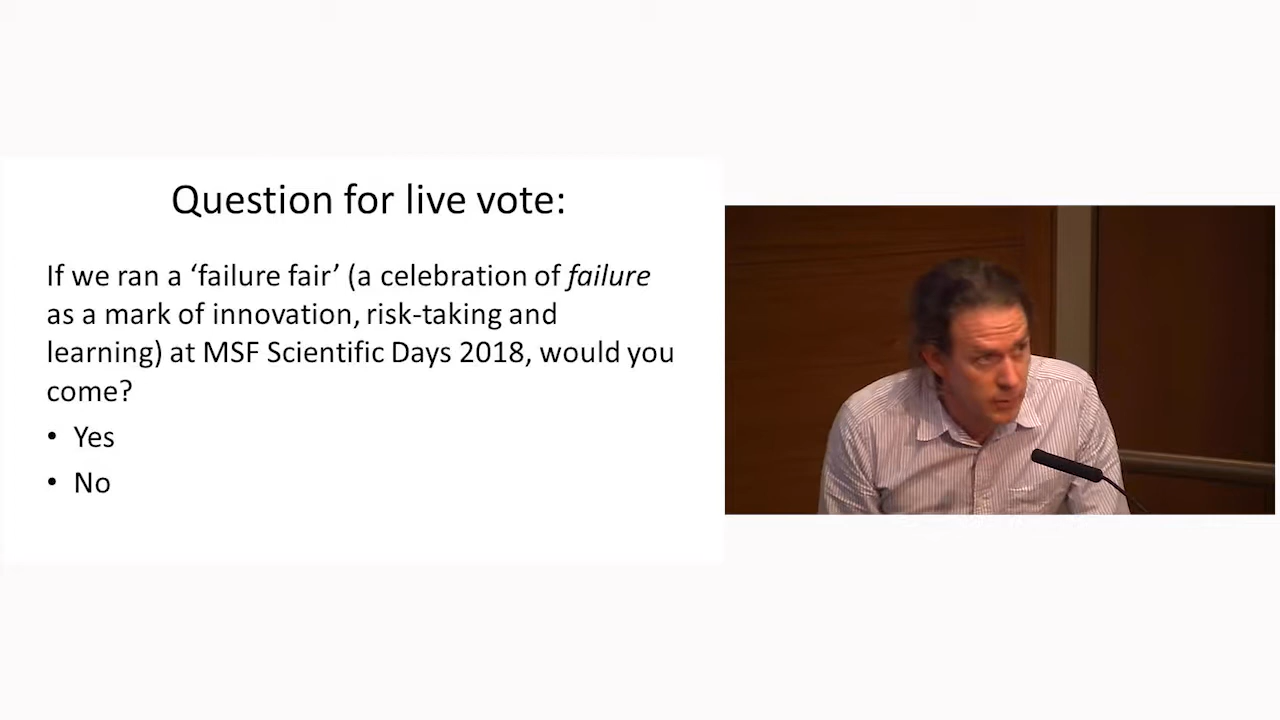 Question for live vote:
If we ran a ‘failure fair’ (a celebration of failure
as a mark of innovation, risk-taking and
learning) at MSF Scientific Days 2018, would you
come?
• Yes
• No